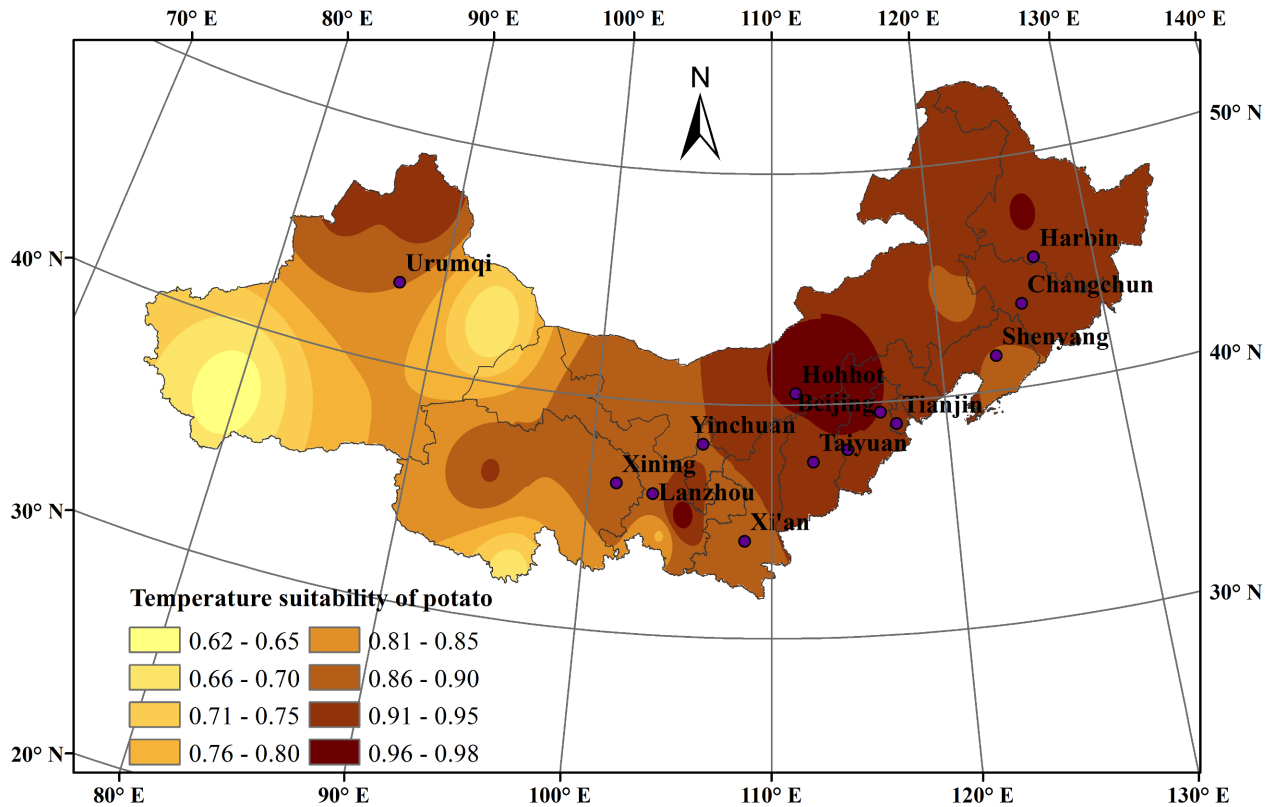 70° E 80° E 90° E 100° E 110° E 120° E 130° E 140° E
N
50° N
Harbin
40° N
Urumqi
Changchun
Shenyang
40° N
Hohhot
Beijing Tianjin
Yinchuan
Taiyuan
Xining
Lanzhou
30° N
Xi'an
30° N
Temperature suitability of potato
0.62 - 0.65 0.81 - 0.85
0.66 - 0.70 0.86 - 0.90
0.71 - 0.75 0.91 - 0.95
0.76 - 0.80 0.96 - 0.98
20° N
80° E 90° E 100° E 110° E 120° E 130° E